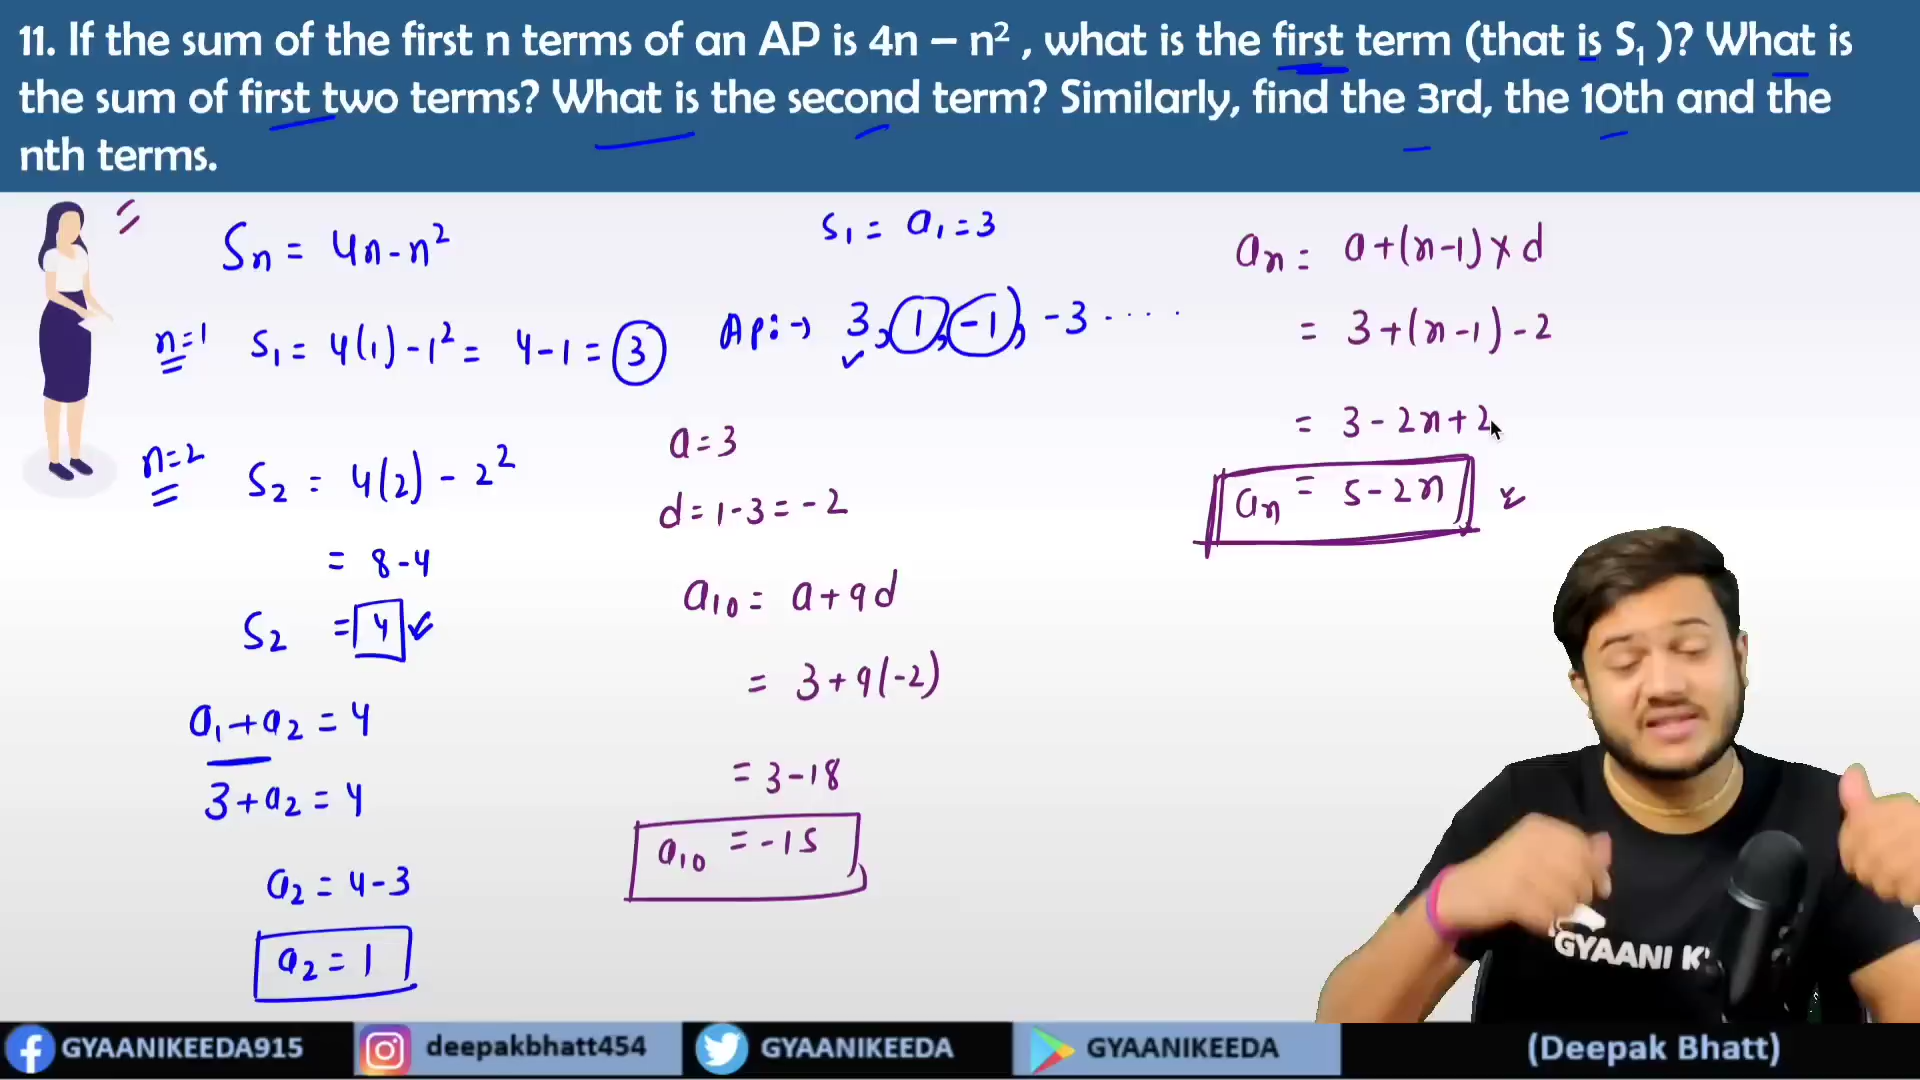 11. If the sum of the first n terms of an AP is 4n – n², what is the first term (that is S₁ )? What is
the sum of first two terms? What is the second term? Similarly, find the 3rd, the 10th and the
nth terms.
Sn = 4n-n²
n=1 S₁ = 4(1)-1² = 4-1 = 3
n=2 S₂ = 4(2) - 2²
= 8-4
S₂ = 4
a₁+a₂ = 4
3+a₂ = 4
a₂ = 4-3
a₂ = 1
S₁ = a₁ = 3
AP:→ 3, 1, -1, -3 ....
a=3
d = 1-3 = -2
a₁₀ = a+9d
= 3+9(-2)
= 3-18
a₁₀ = -15
an = a+(n-1)×d
= 3+(n-1)-2
= 3-2n+2
an = 5-2n
GYAANI K
GYAANIKEEDA915
deepakbhatt454
GYAANIKEEDA
GYAANIKEEDA
(Deepak Bhatt)